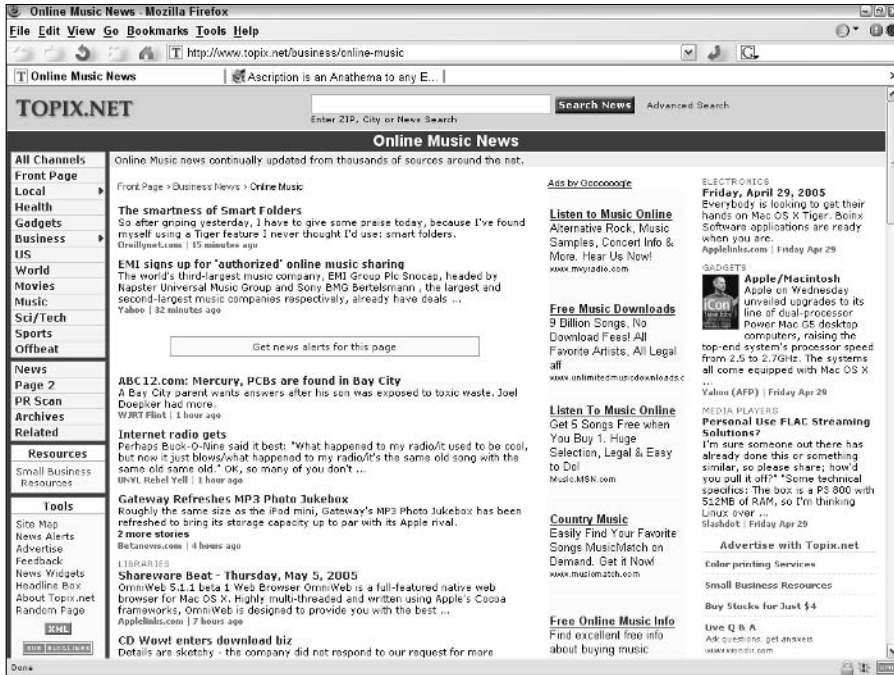 Online Music News - Mozilla Firefox
File Edit View Go Bookmarks Tools Help
T http://www.topix.net/business/online-music
G
T Online Music News
Ascription is an Anathema to any E...
TOPIX.NET
Search News
Advanced Search
Enter ZIP, City or News Search
Online Music News
All Channels
Front Page
Local
Health
Gadgets
Business
US
World
Movies
Music
Sci/Tech
Sports
Offbeat
News
Page 2
PR Scan
Archives
Related
Resources
Small Business
Resources
Tools
Site Map
News Alerts
Advertise
Feedback
News Widgets
Headline Box
About Topix.net
Random Page
XML
SUB BLOGLINES
Online Music news continually updated from thousands of sources around the net.
Front Page > Business News > Online Music
The smartness of Smart Folders
So after griping yesterday, I have to give some praise today, because I've found
myself using a Tiger feature I never thought I'd use: smart folders.
Oreillynet.com | 15 minutes ago
EMI signs up for 'authorized' online music sharing
The world's third-largest music company, EMI Group Plc Snocap, headed by
Napster Universal Music Group and Sony BMG Bertelsmann , the largest and
second-largest music companies respectively, already have deals ...
Yahoo | 32 minutes ago
Get news alerts for this page
ABC12.com: Mercury, PCBs are found in Bay City
A Bay City parent wants answers after his son was exposed to toxic waste. Joel
Doepker had more.
WJRT Flint | 1 hour ago
Internet radio gets
Perhaps Buck-O-Nine said it best: "What happened to my radio/it used to be cool,
but now it just blows/what happened to my radio/it's the same old song with the
same old same old." OK, so many of you don't ...
UNYL Rebel Yell | 1 hour ago
Gateway Refreshes MP3 Photo Jukebox
Roughly the same size as the iPod mini, Gateway's MP3 Photo Jukebox has been
refreshed to bring its storage capacity up to par with its Apple rival.
2 more stories
Betanews.com | 4 hours ago
LIBRARIES
Shareware Beat - Thursday, May 5, 2005
OmniWeb 5.1.1 beta 1 Web Browser OmniWeb is a full-featured native web
browser for Mac OS X. Highly multi-threaded and written using Apple's Cocoa
frameworks, OmniWeb is designed to provide you with the best ...
Applelinks.com | 7 hours ago
CD Wow! enters download biz
Details are sketchy - the company did not respond to our request for more
Ads by Goooooogle
Listen to Music Online
Alternative Rock, Music
Samples, Concert Info &
More. Hear Us Now!
www.mvyradio.com
Free Music Downloads
9 Billion Songs, No
Download Fees! All
Favorite Artists, All Legal
aff
www.unlimitedmusicdownloads.c
Listen To Music Online
Get 5 Songs Free when
You Buy 1. Huge
Selection, Legal & Easy
to Do!
Music.MSN.com
Country Music
Easily Find Your Favorite
Songs MusicMatch on
Demand. Get it Now!
www.musicmatch.com
Free Online Music Info
Find excellent free info
about buying music
ELECTRONICS
Friday, April 29, 2005
Everybody is looking to get their
hands on Mac OS X Tiger. Boinx
Software applications are ready
when you are.
Applelinks.com | Friday Apr 29
GADGETS
iCon
Apple/Macintosh
Apple on Wednesday
unveiled upgrades to its
line of dual-processor
Power Mac G5 desktop
computers, raising the
top-end system's processor speed
from 2.5 to 2.7GHz. The systems
all come equipped with Mac OS X
...
Yahoo (AFP) | Friday Apr 29
MEDIA PLAYERS
Personal Use FLAC Streaming
Solutions?
I'm sure someone out there has
already done this or something
similar, so please share; how'd
you pull it off?" "Some technical
specifics: The box is a P3 800 with
512MB of RAM, so I'm thinking
Linux over ...
Slashdot | Friday Apr 29
Advertise with Topix.net
Color printing Services
Small Business Resources
Buy Stocks for Just $4
Live Q & A
Ask questions, get answers
www.wondir.com
Done